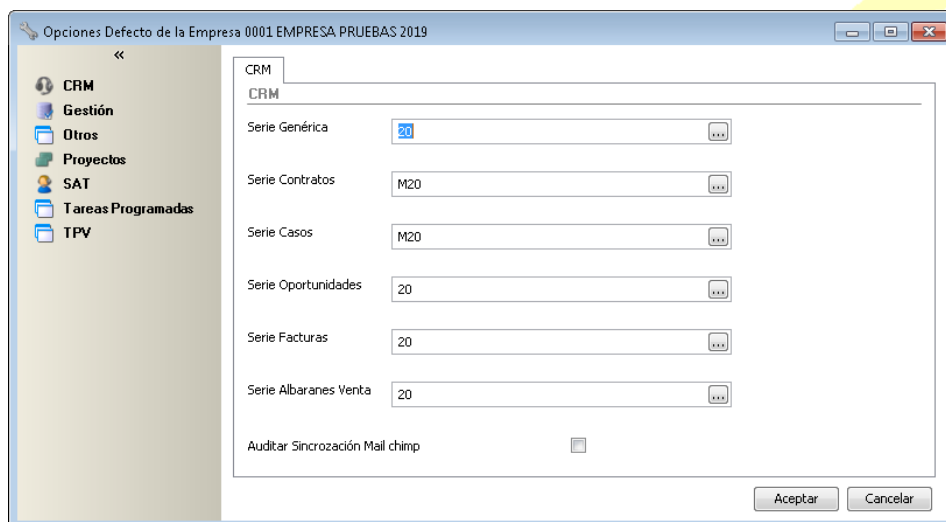 Opciones Defecto de la Empresa 0001 EMPRESA PRUEBAS 2019
«
CRM
Gestión
Otros
Proyectos
SAT
Tareas Programadas
TPV
CRM
CRM
Serie Genérica
20
...
Serie Contratos
M20
...
Serie Casos
M20
...
Serie Oportunidades
20
...
Serie Facturas
20
...
Serie Albaranes Venta
20
...
Auditar Sincrozación Mail chimp
Aceptar
Cancelar